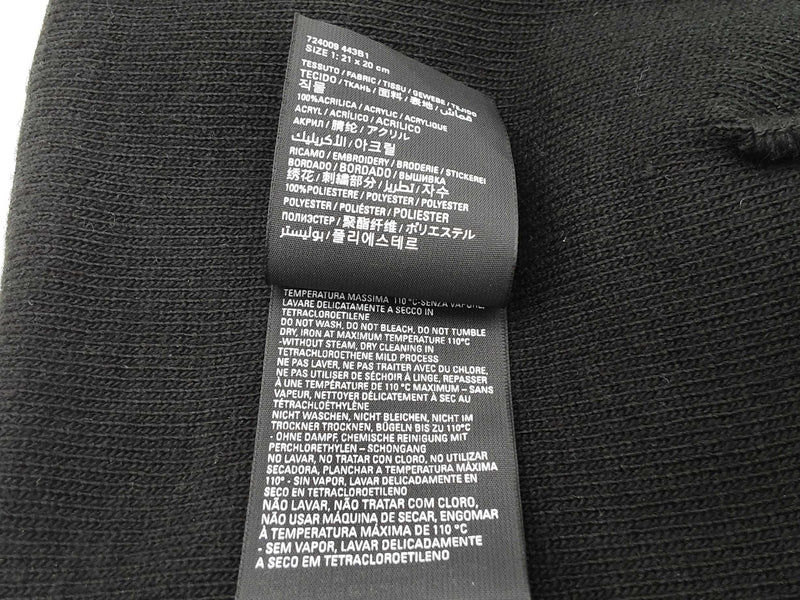 724009 443B1
SIZE 1: 21 x 20 cm
TESSUTO / FABRIC / TISSU / GEWEBE / TEJIDO
TECIDO / ТКАНЬ / 面料 / 表地 / قماش
직물
100%ACRILICA / ACRYLIC / ACRYLIQUE
ACRYL / ACRÍLICO / ACRILICO
АКРИЛ / 腈纶 / アクリル
الأكريليك / 아크릴
RICAMO / EMBROIDERY / BRODERIE / STICKEREI
BORDADO / BORDADO / ВЫШИВКА
绣花 / 刺繍部分 / تطريز / 자수
100%POLIESTERE / POLYESTER / POLYESTER
POLYESTER / POLIÉSTER / POLIESTER
ПОЛИЭСТЕР / 聚酯纤维 / ポリエステル
بوليستر / 폴리에스테르
TEMPERATURA MASSIMA 110 °C-SENZA VAPORE,
LAVARE DELICATAMENTE A SECCO IN
TETRACLOROETILENE
DO NOT WASH, DO NOT BLEACH, DO NOT TUMBLE
DRY, IRON AT MAXIMUM TEMPERATURE 110°C
-WITHOUT STEAM, DRY CLEANING IN
TETRACHLOROETHENE MILD PROCESS
NE PAS LAVER, NE PAS TRAITER AVEC DU CHLORE,
NE PAS UTILISER DE SÉCHOIR À LINGE, REPASSER
À UNE TEMPÉRATURE DE 110 °C MAXIMUM – SANS
VAPEUR, NETTOYER DÉLICATEMENT À SEC AU
TÉTRACHLOÉTHYLÈNE
NICHT WASCHEN, NICHT BLEICHEN, NICHT IM
TROCKNER TROCKNEN, BÜGELN BIS ZU 110°C
- OHNE DAMPF, CHEMISCHE REINIGUNG MIT
PERCHLORETHYLEN – SCHONGANG
NO LAVAR, NO TRATAR CON CLORO, NO UTILIZAR
SECADORA, PLANCHAR A TEMPERATURA MÁXIMA
110° - SIN VAPOR, LAVAR DELICADAMENTE EN
SECO EN TETRACLOROETILENO
NÃO LAVAR, NÃO TRATAR COM CLORO,
NÃO USAR MÁQUINA DE SECAR, ENGOMAR
À TEMPERATURA MÁXIMA DE 110 °C
- SEM VAPOR, LAVAR DELICADAMENTE
A SECO EM TETRACLOROETILENO